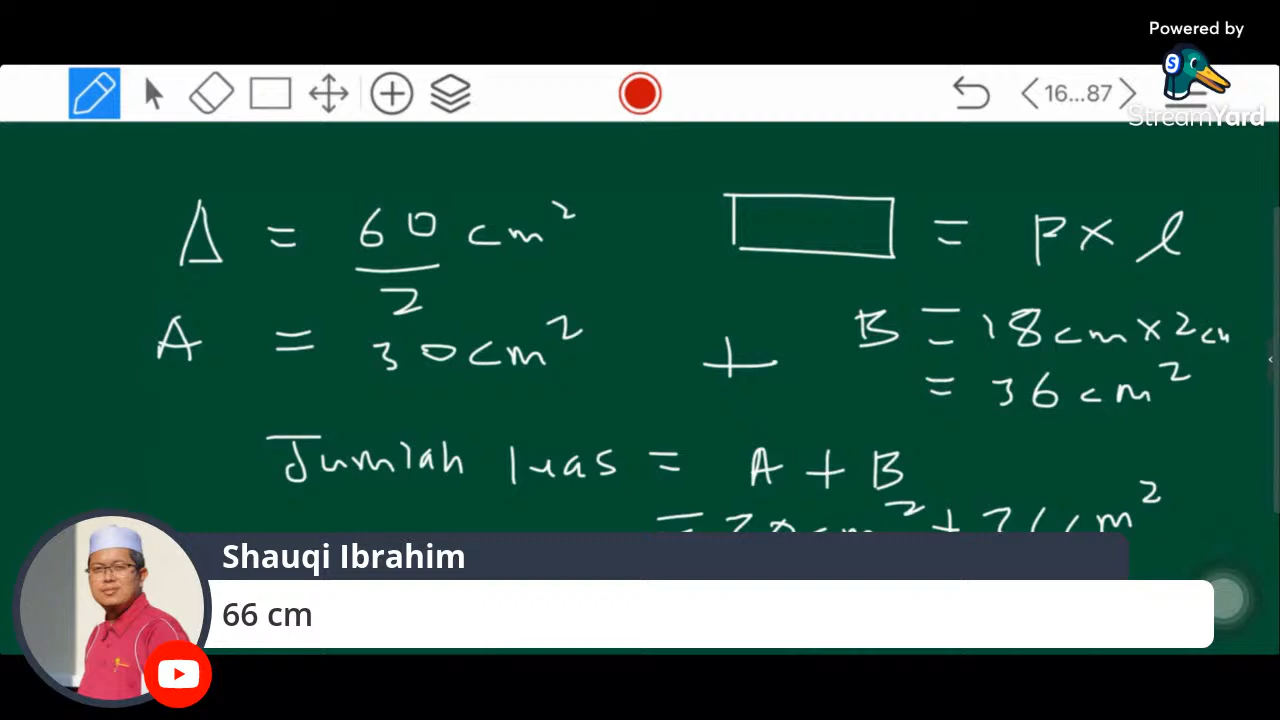 Powered by
StreamYard
16...87
Δ = 60/2 cm²
= p x l
A = 30 cm²
+
B = 18 cm x 2 cm
= 36 cm²
Jumlah luas = A + B
Shauqi Ibrahim
66 cm